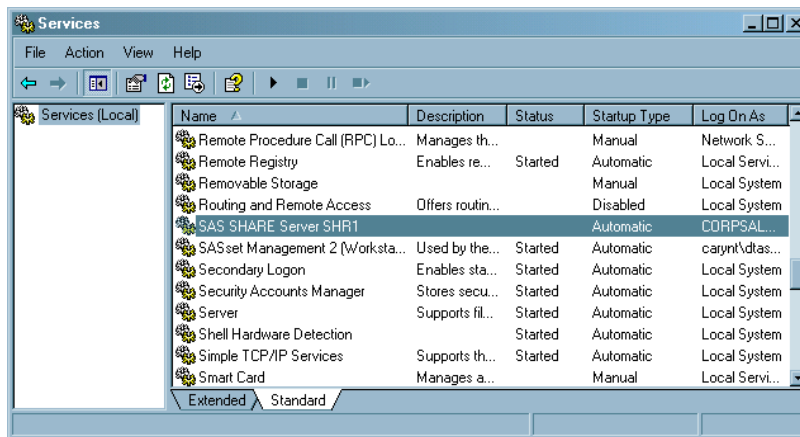 Services
File Action View Help
Services (Local)
Name Description Status Startup Type Log On As
Remote Procedure Call (RPC) Lo... Manages th... Manual Network S...
Remote Registry Enables re... Started Automatic Local Servi...
Removable Storage Manual Local System
Routing and Remote Access Offers routin... Disabled Local System
SAS SHARE Server SHR1 Automatic CORPSAL...
SASset Management 2 (Worksta... Used by the... Started Automatic carynt\dtas...
Secondary Logon Enables sta... Started Automatic Local System
Security Accounts Manager Stores secu... Started Automatic Local System
Server Supports fil... Started Automatic Local System
Shell Hardware Detection Started Automatic Local System
Simple TCP/IP Services Supports th... Started Automatic Local System
Smart Card Manages a... Manual Local Servi...
Extended Standard